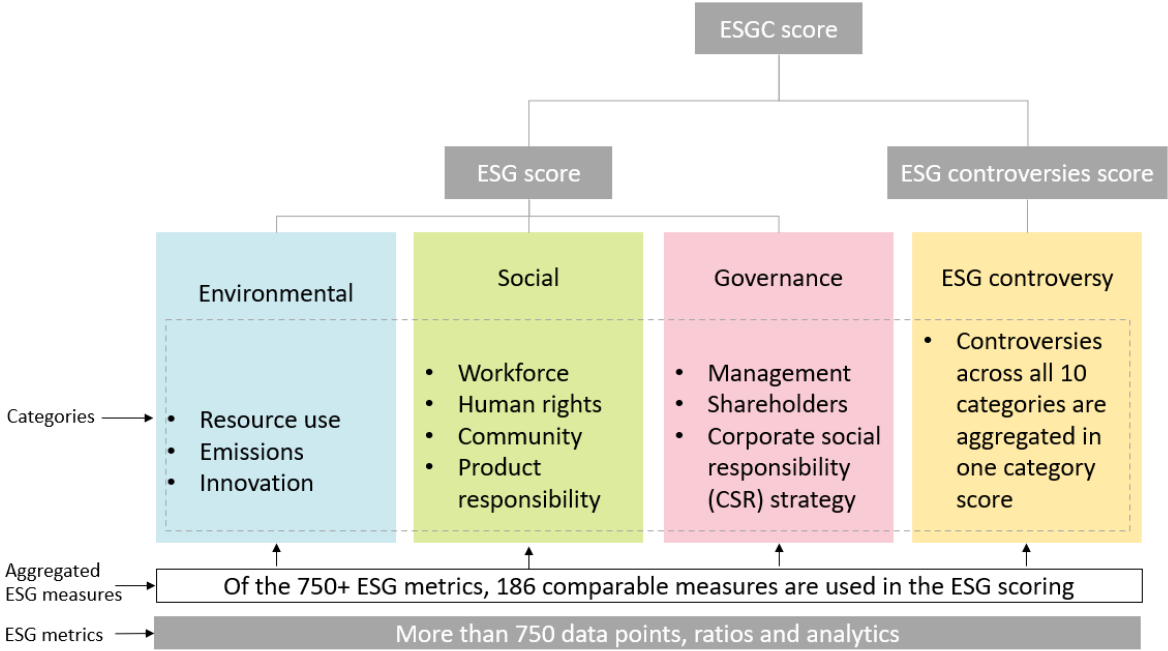 ESGC score
ESG score
ESG controversies score
Environmental
Social
Governance
ESG controversy
Categories
• Resource use
• Emissions
• Innovation
• Workforce
• Human rights
• Community
• Product
responsibility
• Management
• Shareholders
• Corporate social
responsibility
(CSR) strategy
• Controversies
across all 10
categories are
aggregated in
one category
score
Aggregated
ESG measures
Of the 750+ ESG metrics, 186 comparable measures are used in the ESG scoring
ESG metrics
More than 750 data points, ratios and analytics